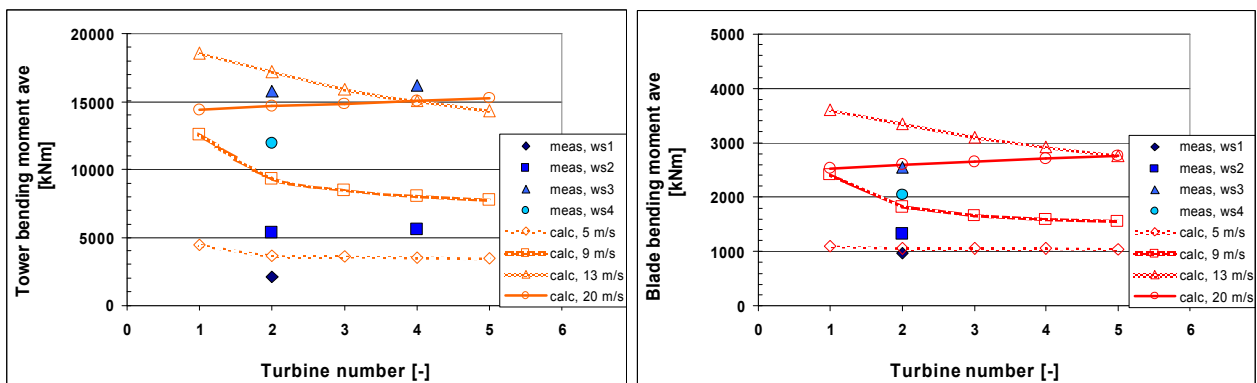 Tower bending moment ave
[kNm]
20000
15000
10000
5000
0
0
1
2
3
4
5
6
Turbine number [-]
meas, ws1
meas, ws2
meas, ws3
meas, ws4
calc, 5 m/s
calc, 9 m/s
calc, 13 m/s
calc, 20 m/s
Blade bending moment ave
[kNm]
5000
4000
3000
2000
1000
0
0
1
2
3
4
5
6
Turbine number [-]
meas, ws1
meas, ws2
meas, ws3
meas, ws4
calc, 5 m/s
calc, 9 m/s
calc, 13 m/s
calc, 20 m/s